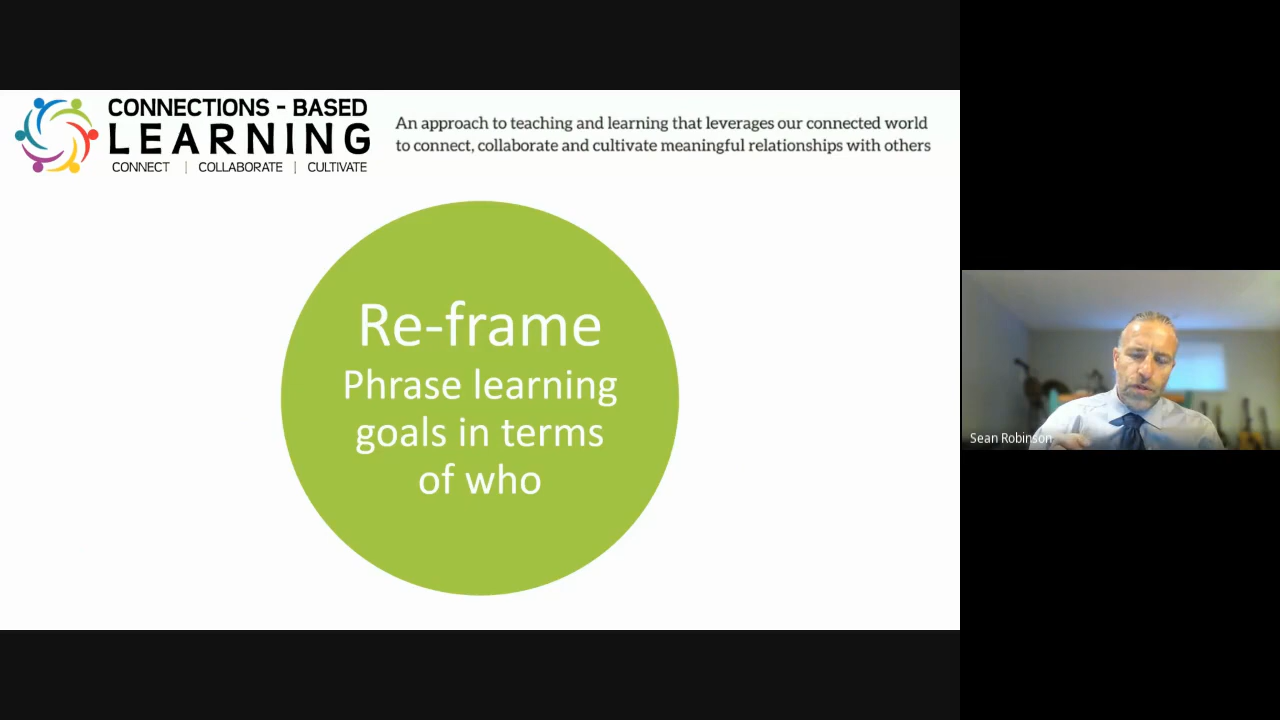 CONNECTIONS - BASED
LEARNING
CONNECT | COLLABORATE | CULTIVATE
An approach to teaching and learning that leverages our connected world
to connect, collaborate and cultivate meaningful relationships with others
Re-frame
Phrase learning
goals in terms
of who
Sean Robinson